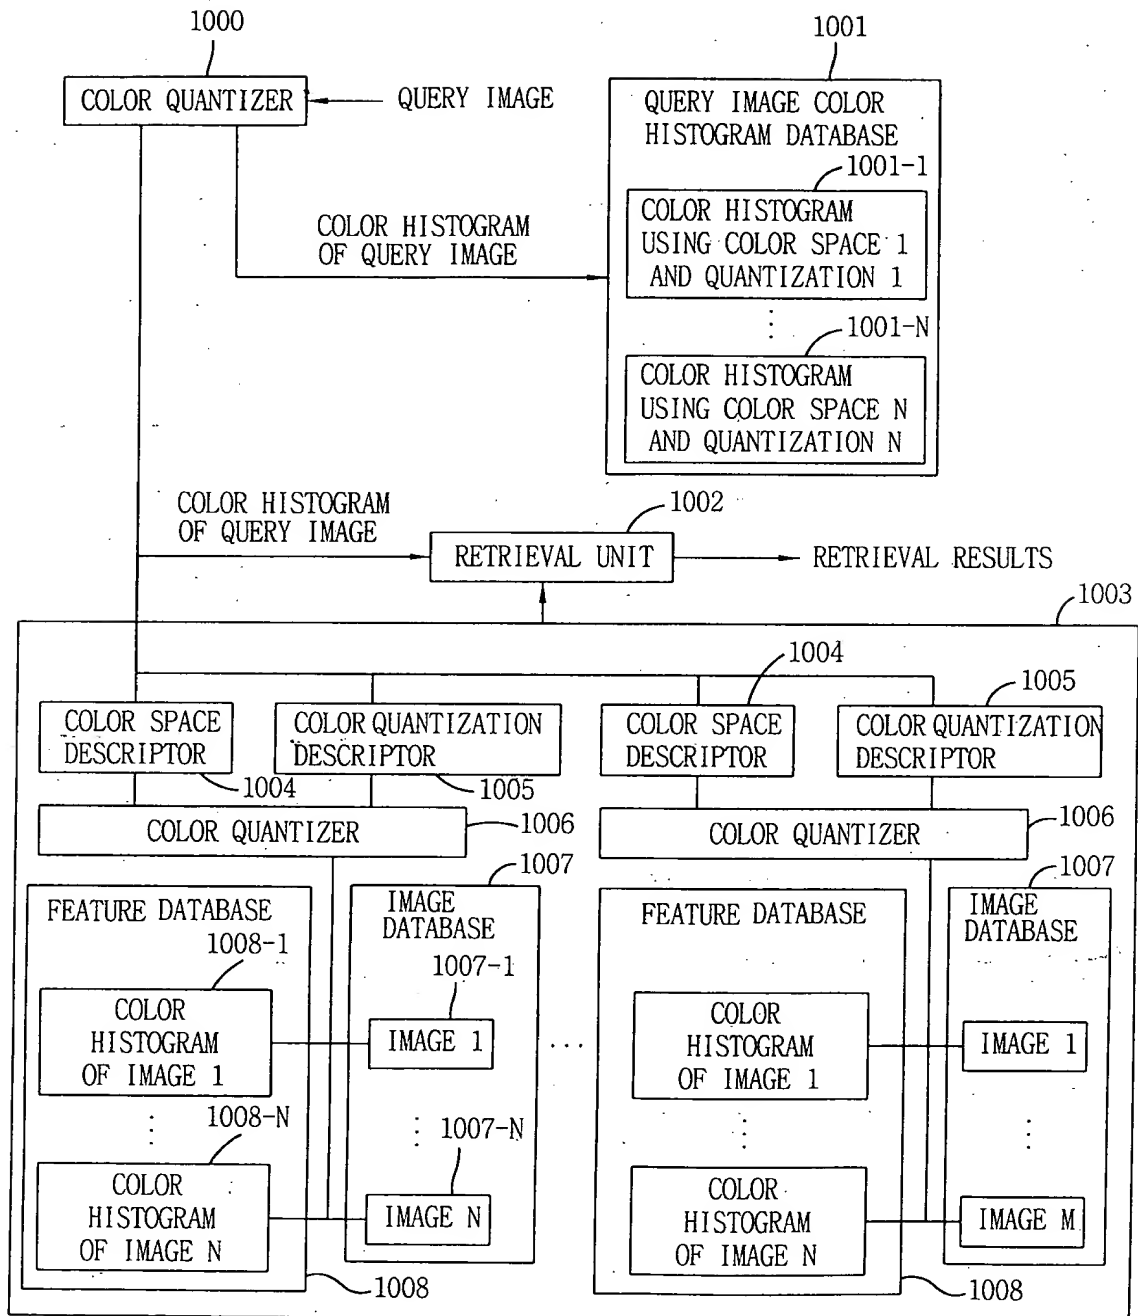 1000
1001
COLOR QUANTIZER
QUERY IMAGE
QUERY IMAGE COLOR
HISTOGRAM DATABASE
1001-1
COLOR HISTOGRAM
USING COLOR SPACE 1
AND QUANTIZATION 1
COLOR HISTOGRAM
OF QUERY IMAGE
1001-N
COLOR HISTOGRAM
USING COLOR SPACE N
AND QUANTIZATION N
COLOR HISTOGRAM
OF QUERY IMAGE
1002
RETRIEVAL UNIT
RETRIEVAL RESULTS
1003
1004
1005
COLOR SPACE
DESCRIPTOR
COLOR QUANTIZATION
DESCRIPTOR
COLOR SPACE
DESCRIPTOR
COLOR QUANTIZATION
DESCRIPTOR
1004
1005
COLOR QUANTIZER
1006
COLOR QUANTIZER
1006
1007
1007
FEATURE DATABASE
IMAGE
DATABASE
FEATURE DATABASE
IMAGE
DATABASE
1008-1
1007-1
COLOR
HISTOGRAM
OF IMAGE 1
IMAGE 1
...
COLOR
HISTOGRAM
OF IMAGE 1
IMAGE 1
1008-N
1007-N
COLOR
HISTOGRAM
OF IMAGE N
IMAGE N
COLOR
HISTOGRAM
OF IMAGE N
IMAGE M
1008
1008